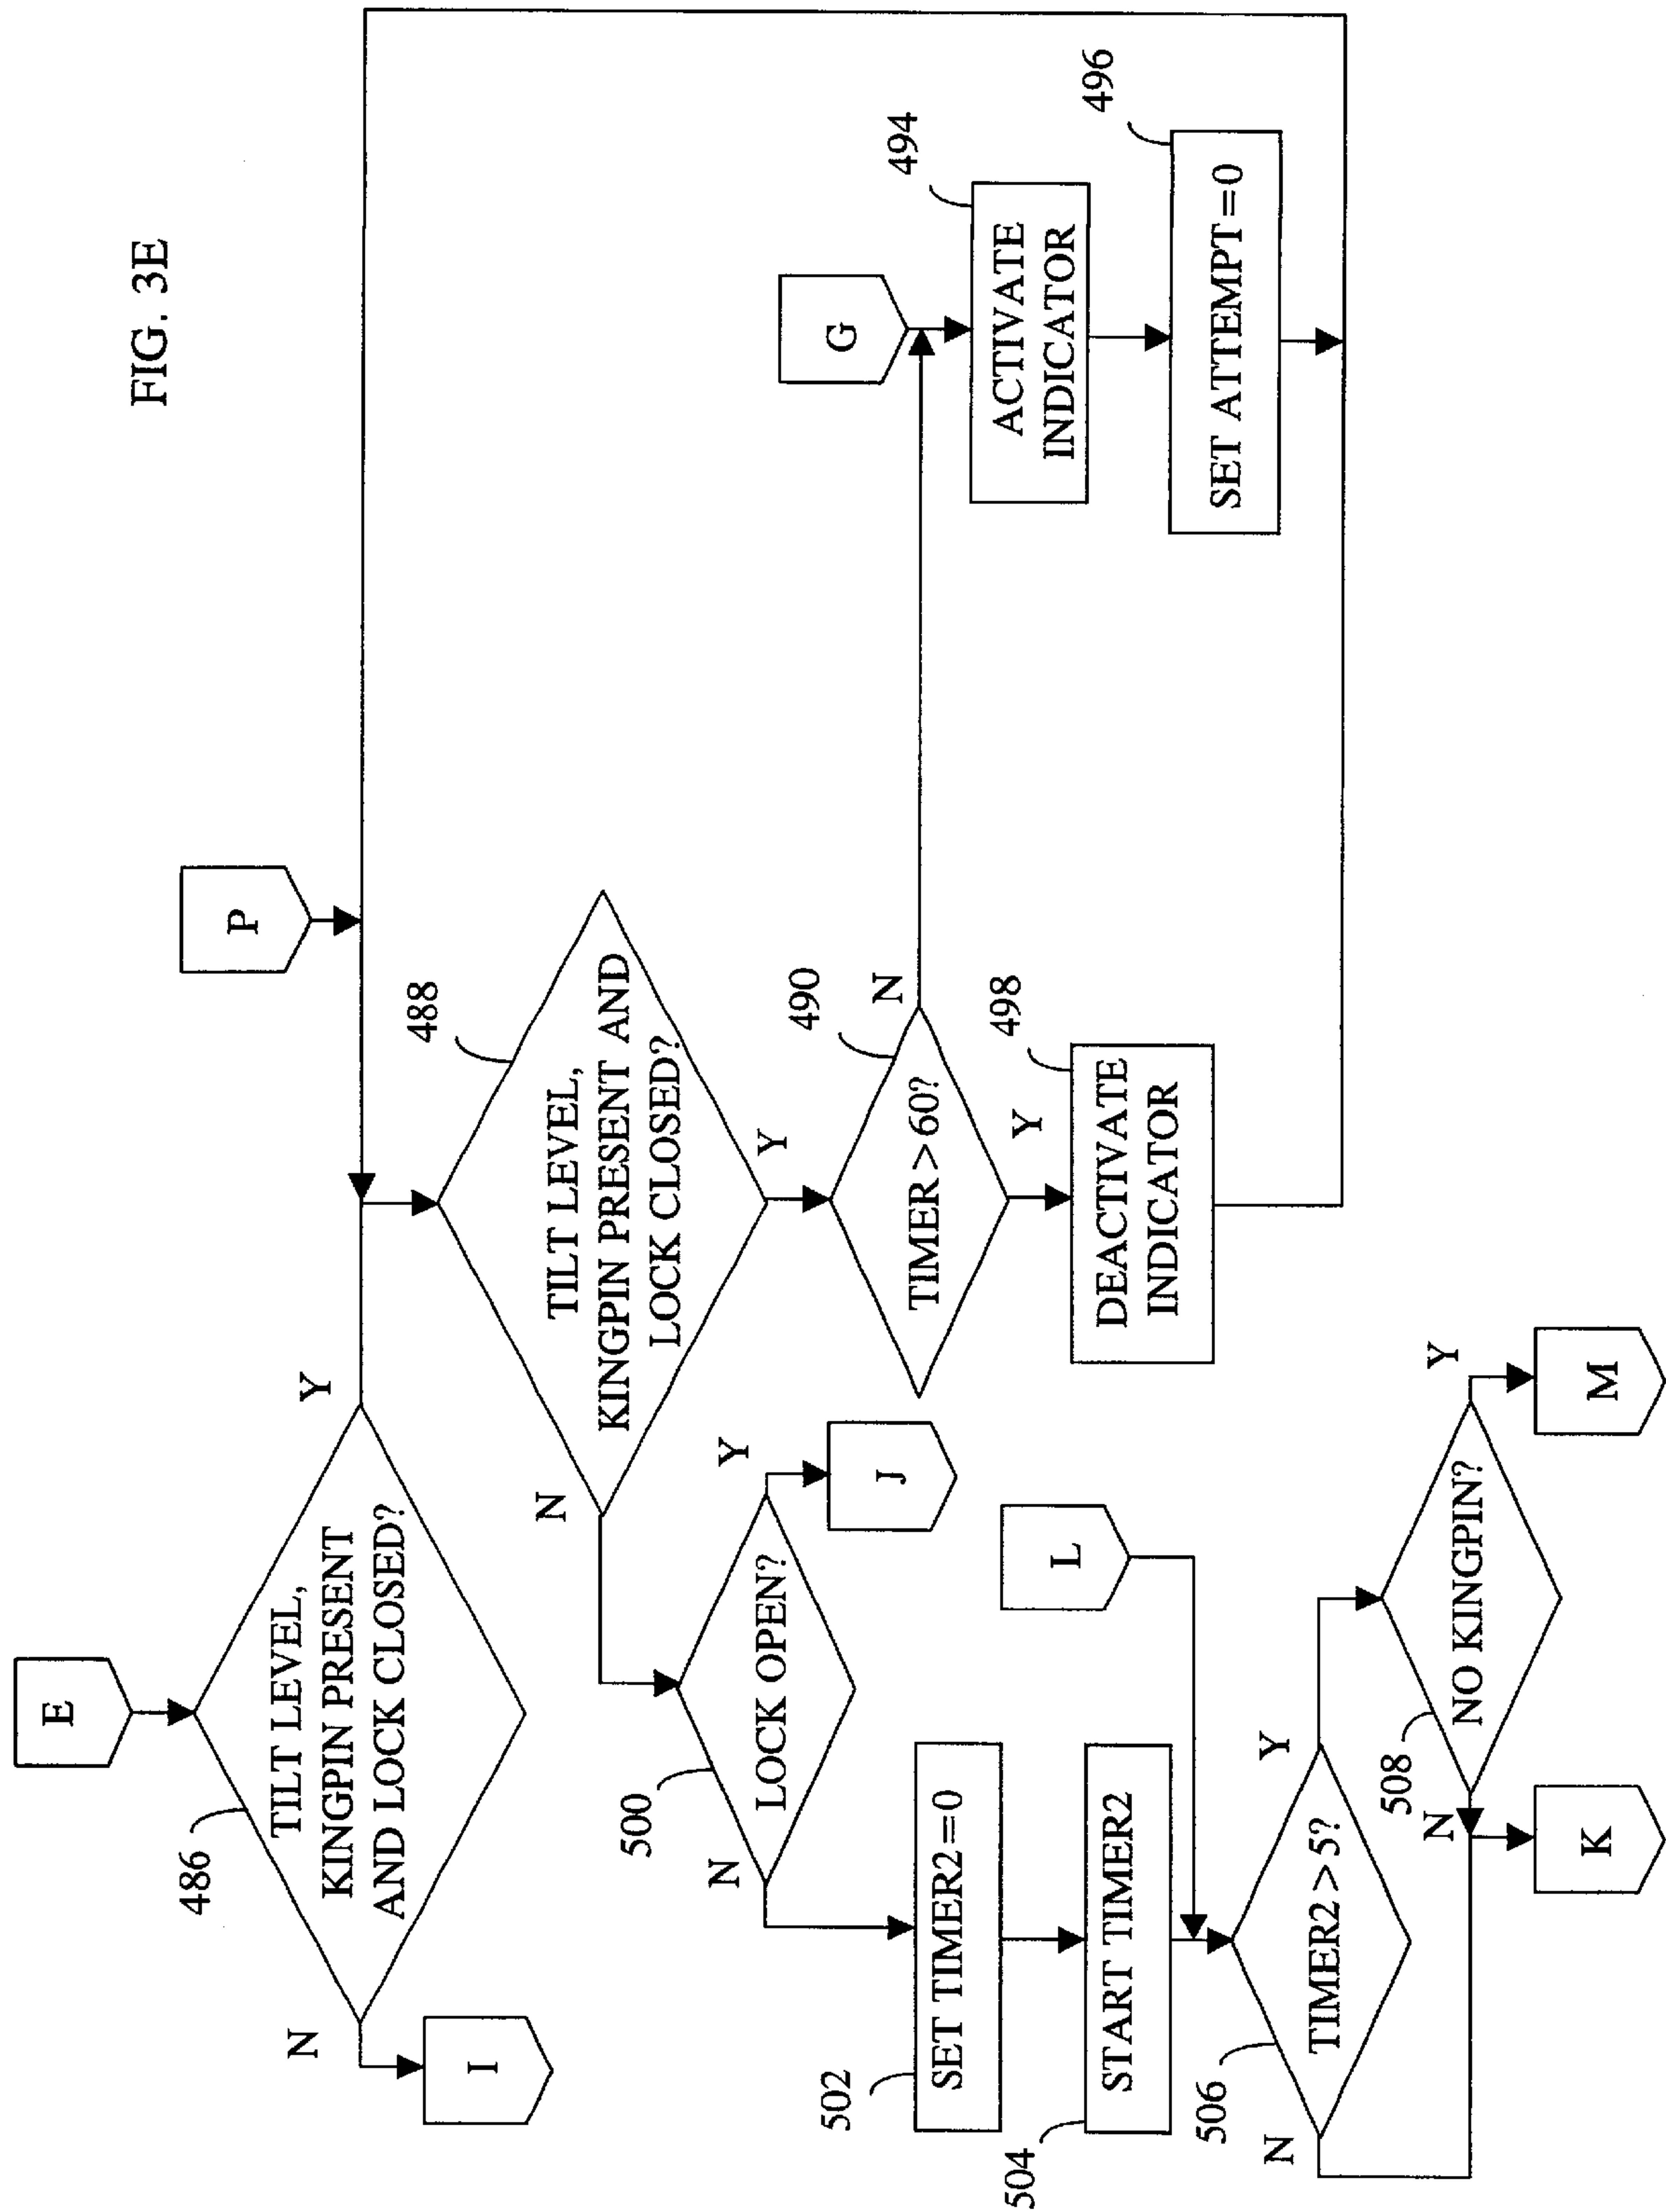 FIG. 3E
E
486
TILT LEVEL,
KINGPIN PRESENT
AND LOCK CLOSED?
N
Y
I
P
488
TILT LEVEL,
KINGPIN PRESENT AND
LOCK CLOSED?
N
Y
490
TIMER > 60?
N
Y
G
494
ACTIVATE
INDICATOR
496
SET ATTEMPT = 0
498
DEACTIVATE
INDICATOR
500
LOCK OPEN?
N
Y
J
502
SET TIMER2 = 0
504
START TIMER2
L
506
TIMER2 > 5?
N
Y
508
NO KINGPIN?
N
Y
K
M